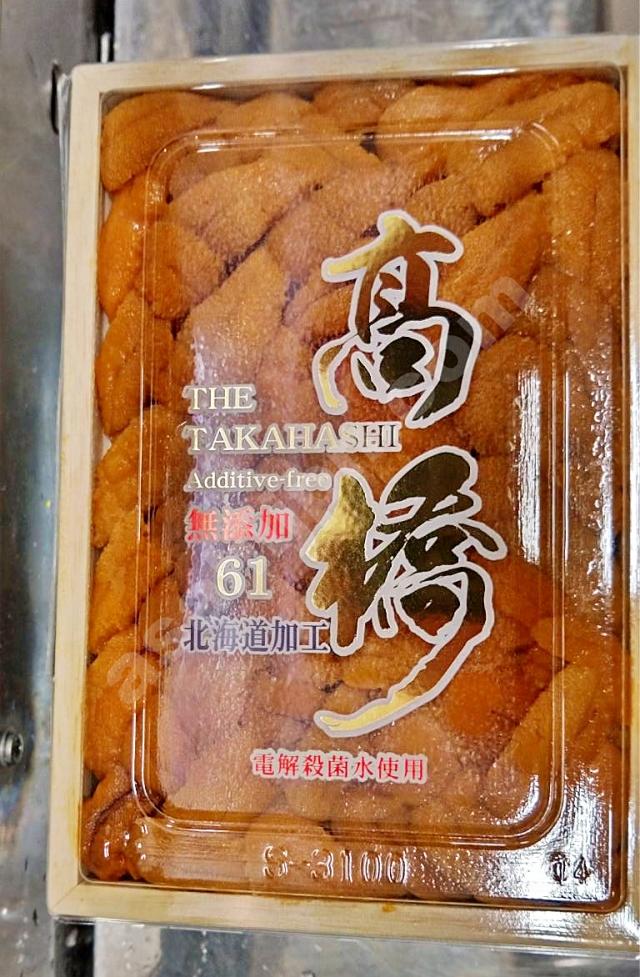 髙橋
THE
TAKAHASHI
Additive-free
無添加
61
北海道加工
電解殺菌水使用
S-3100
14